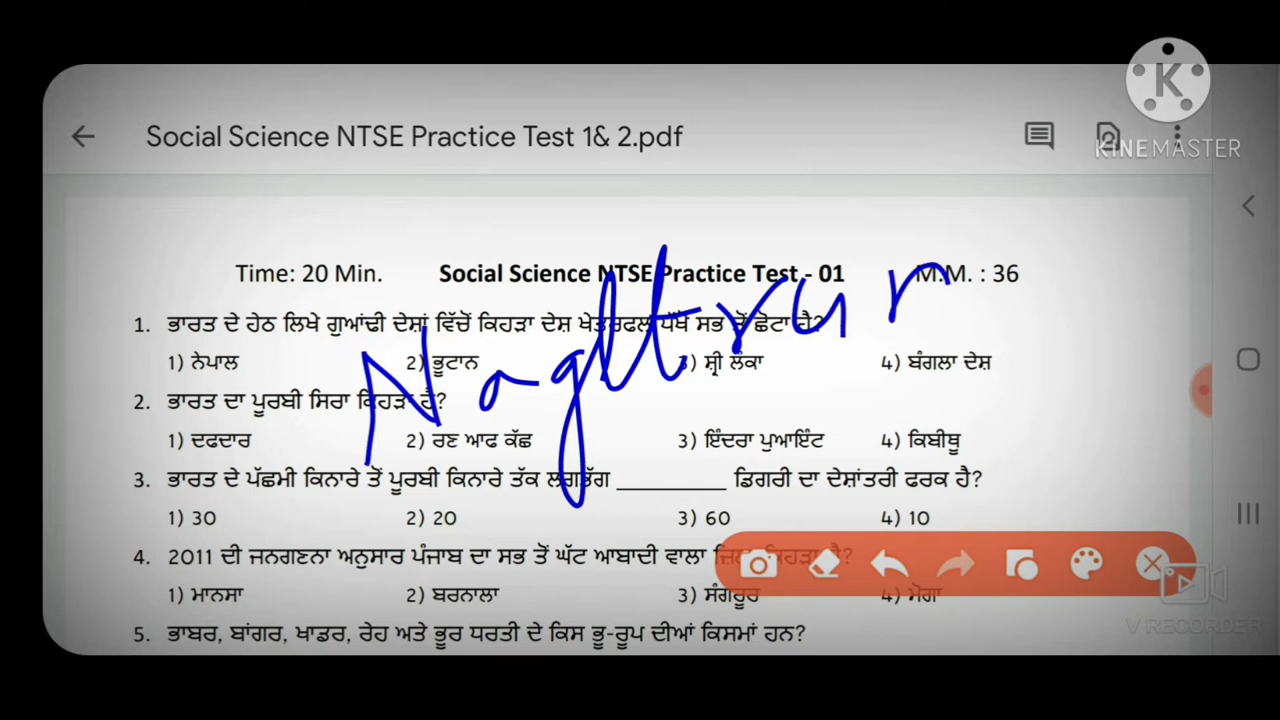 Social Science NTSE Practice Test 1& 2.pdf
KINEMASTER
Time: 20 Min. Social Science NTSE Practice Test - 01 M.M. : 36
1. ਭਾਰਤ ਦੇ ਹੇਠ ਲਿਖੇ ਗੁਆਂਢੀ ਦੇਸ਼ਾਂ ਵਿੱਚੋਂ ਕਿਹੜਾ ਦੇਸ਼ ਖੇਤਰਫਲ ਪੱਖੋਂ ਸਭ ਤੋਂ ਛੋਟਾ ਹੈ?
1) ਨੇਪਾਲ 2) ਭੂਟਾਨ 3) ਸ਼੍ਰੀ ਲੰਕਾ 4) ਬੰਗਲਾ ਦੇਸ਼
2. ਭਾਰਤ ਦਾ ਪੂਰਬੀ ਸਿਰਾ ਕਿਹੜਾ ਹੈ?
1) ਦਫਦਾਰ 2) ਰਣ ਆਫ ਕੱਛ 3) ਇੰਦਰਾ ਪੁਆਇੰਟ 4) ਕਿਬੀਥੂ
3. ਭਾਰਤ ਦੇ ਪੱਛਮੀ ਕਿਨਾਰੇ ਤੋਂ ਪੂਰਬੀ ਕਿਨਾਰੇ ਤੱਕ ਲਗਭੱਗ _________ ਡਿਗਰੀ ਦਾ ਦੇਸ਼ਾਂਤਰੀ ਫਰਕ ਹੈ?
1) 30 2) 20 3) 60 4) 10
4. 2011 ਦੀ ਜਨਗਣਨਾ ਅਨੁਸਾਰ ਪੰਜਾਬ ਦਾ ਸਭ ਤੋਂ ਘੱਟ ਆਬਾਦੀ ਵਾਲਾ ਜ਼ਿਲਾ ਕਿਹੜਾ ਹੈ?
1) ਮਾਨਸਾ 2) ਬਰਨਾਲਾ 3) ਸੰਗਰੂਰ 4) ਮੋਗਾ
5. ਭਾਬਰ, ਬਾਂਗਰ, ਖਾਡਰ, ਰੇਹ ਅਤੇ ਭੂਰ ਧਰਤੀ ਦੇ ਕਿਸ ਭੂ-ਰੂਪ ਦੀਆਂ ਕਿਸਮਾਂ ਹਨ?
V RECORDER